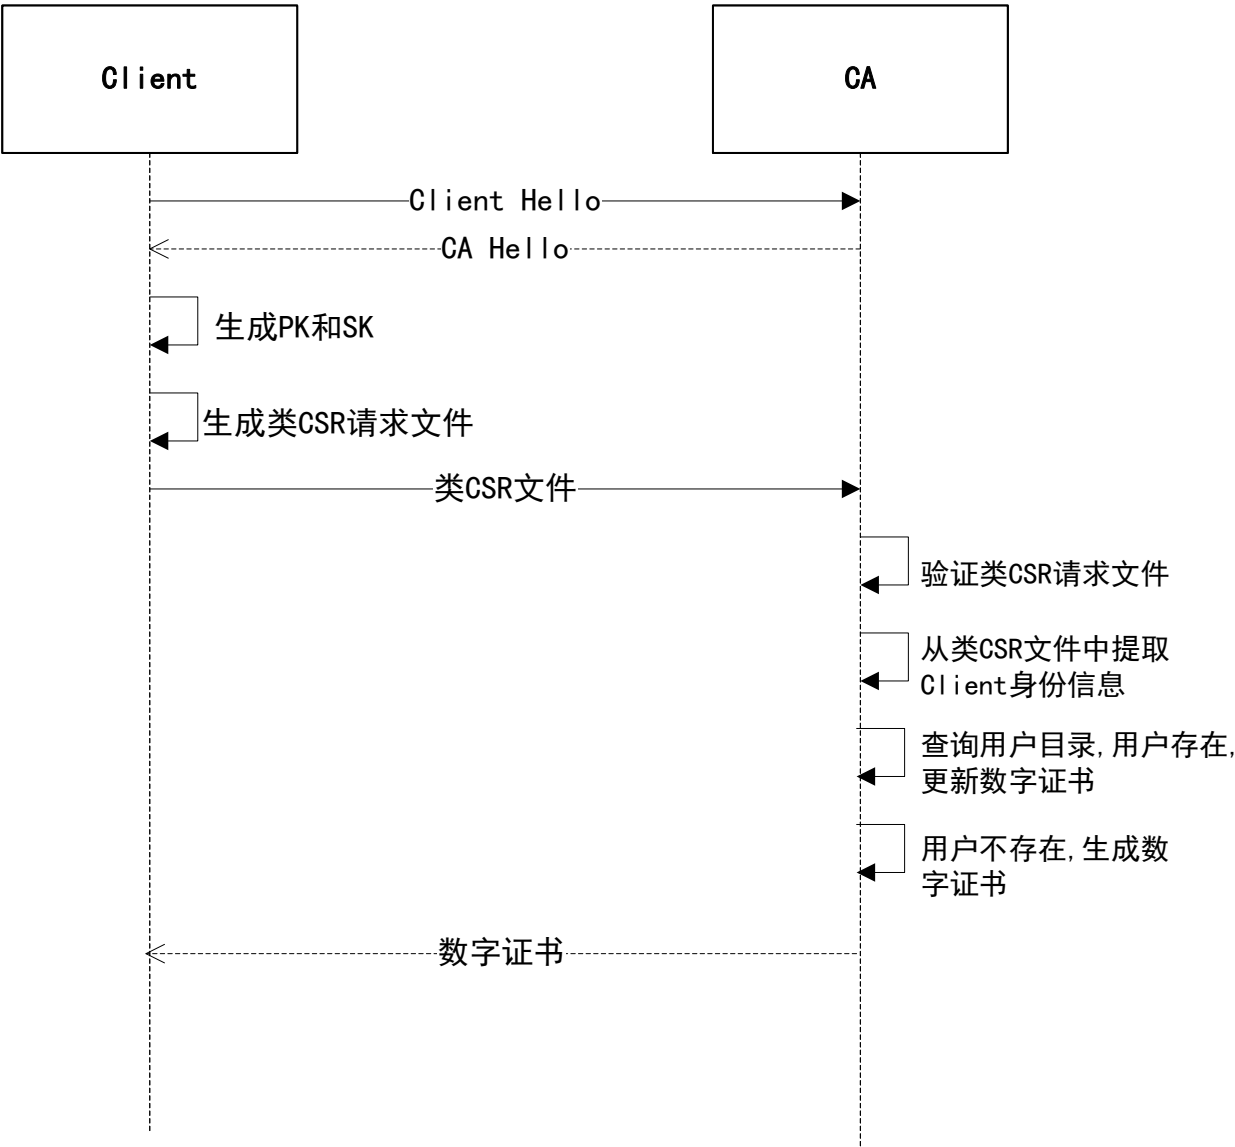 Client
CA
Client Hello
CA Hello
生成PK和SK
生成类CSR请求文件
类CSR文件
验证类CSR请求文件
从类CSR文件中提取
Client身份信息
查询用户目录,用户存在,
更新数字证书
用户不存在,生成数
字证书
数字证书